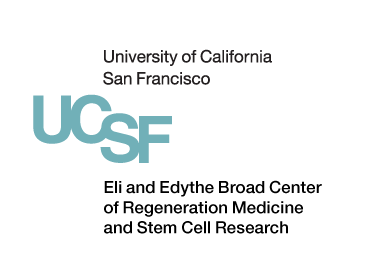 University of California
San Francisco
UCSF
Eli and Edythe Broad Center
of Regeneration Medicine
and Stem Cell Research